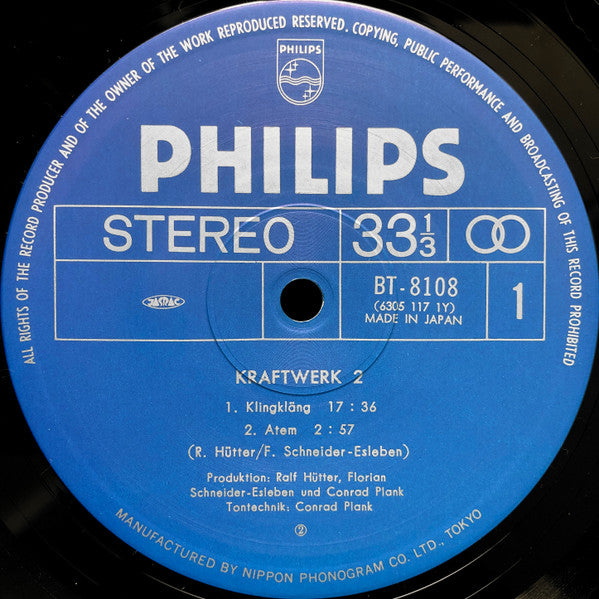 ALL RIGHTS OF THE RECORD PRODUCER AND OF THE OWNER OF THE WORK REPRODUCED RESERVED. COPYING, PUBLIC PERFORMANCE AND BROADCASTING OF THIS RECORD PROHIBITED
PHILIPS
PHILIPS
STEREO 33 1/3
JASRAC
BT-8108
(6305 117 1Y)
MADE IN JAPAN
1
KRAFTWERK 2
1. Klingkläng 17 : 36
2. Atem 2 : 57
(R. Hütter/F. Schneider-Esleben)
Produktion: Ralf Hütter, Florian
Schneider-Esleben und Conrad Plank
Tontechnik: Conrad Plank
②
MANUFACTURED BY NIPPON PHONOGRAM CO. LTD., TOKYO